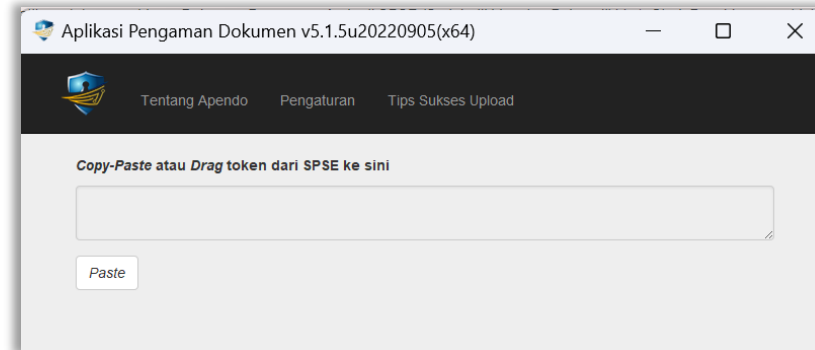 Aplikasi Pengaman Dokumen v5.1.5u20220905(x64)
Tentang Apendo Pengaturan Tips Sukses Upload
Copy-Paste atau Drag token dari SPSE ke sini
Paste